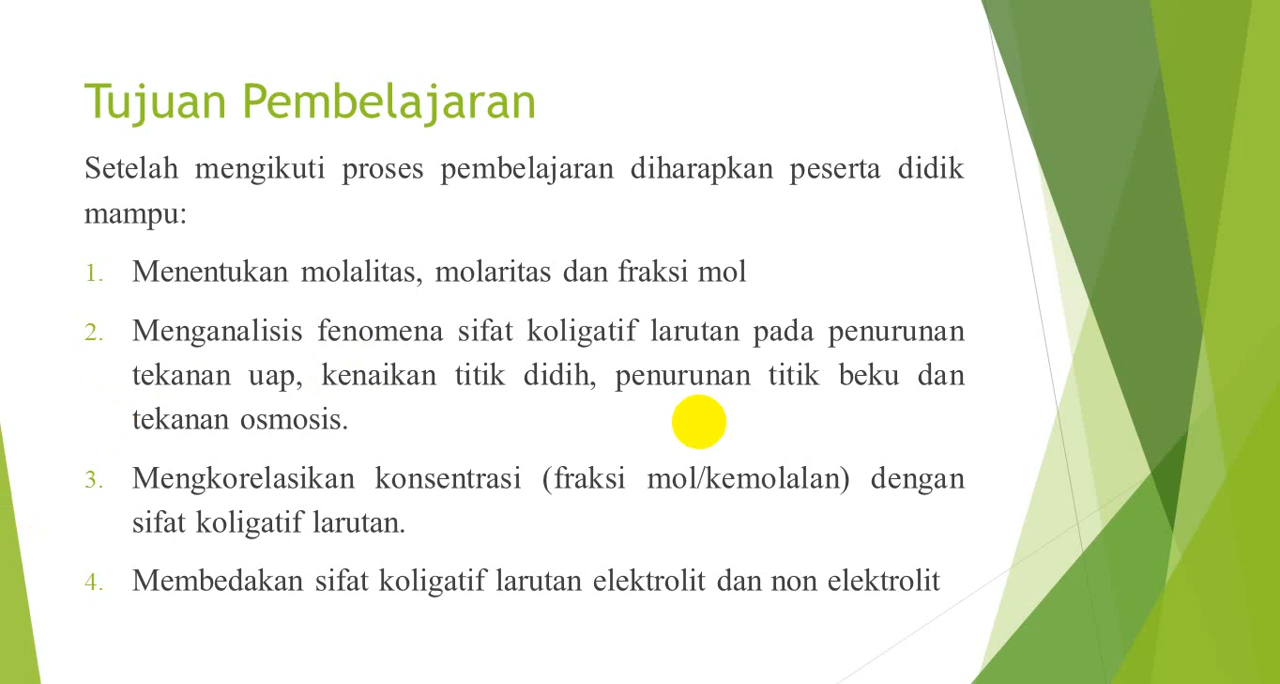 Tujuan Pembelajaran
Setelah mengikuti proses pembelajaran diharapkan peserta didik
mampu:
1. Menentukan molalitas, molaritas dan fraksi mol
2. Menganalisis fenomena sifat koligatif larutan pada penurunan
tekanan uap, kenaikan titik didih, penurunan titik beku dan
tekanan osmosis.
3. Mengkorelasikan konsentrasi (fraksi mol/kemolalan) dengan
sifat koligatif larutan.
4. Membedakan sifat koligatif larutan elektrolit dan non elektrolit